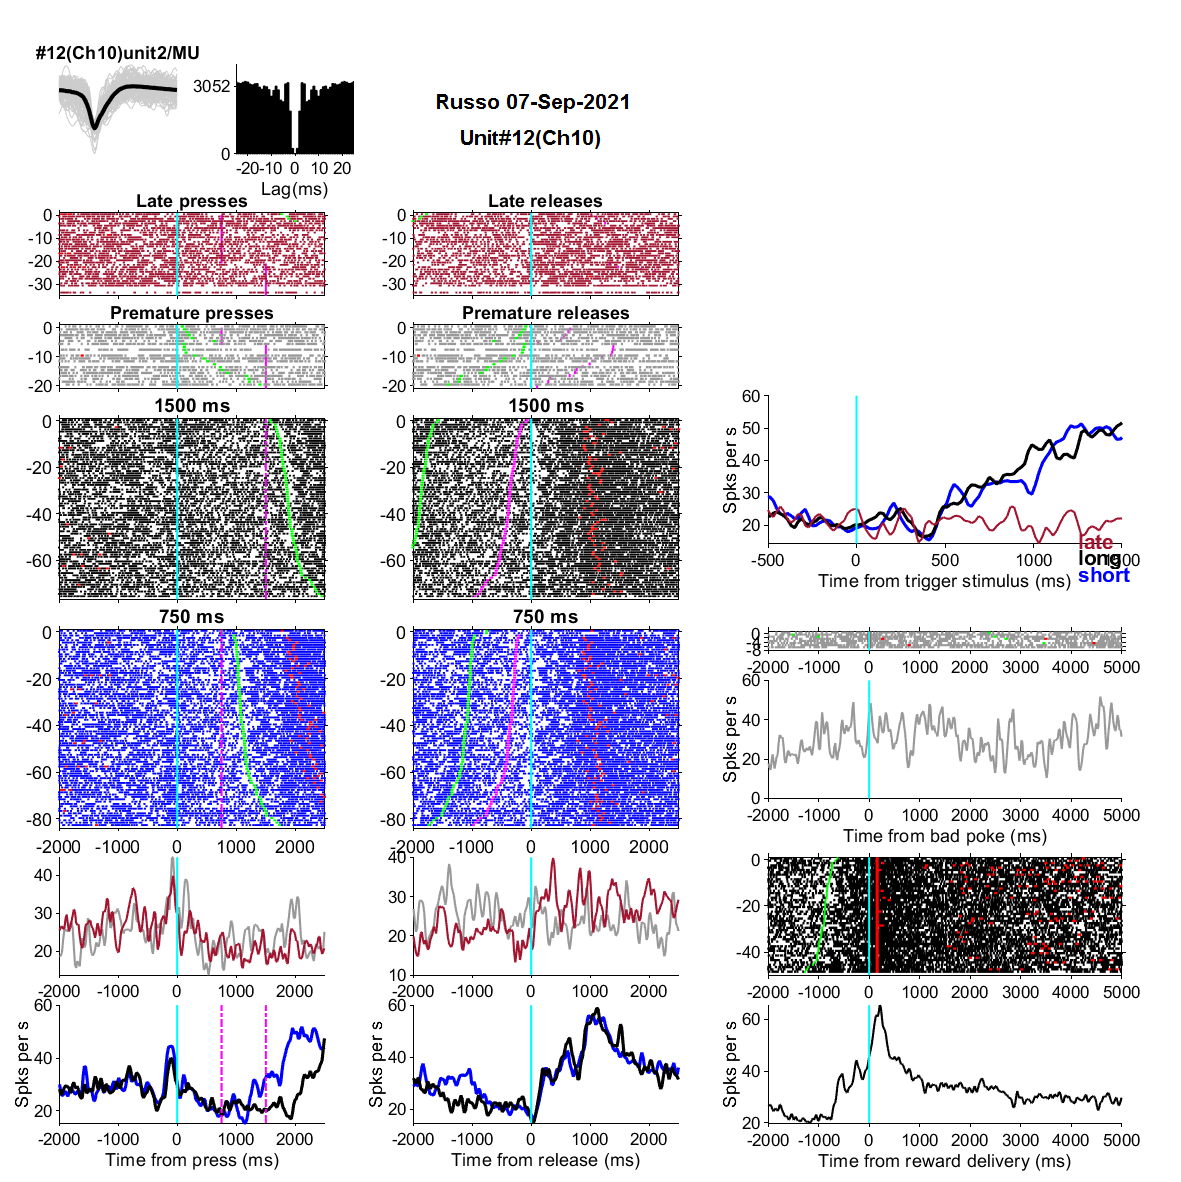 #12(Ch10)unit2/MU
3052
0
-20 -10 0 10 20
Lag(ms)
Russo 07-Sep-2021
Unit#12(Ch10)
Late presses
0
-10
-20
-30
Late releases
0
-10
-20
-30
Premature presses
0
-10
-20
Premature releases
0
-10
-20
1500 ms
0
-20
-40
-60
1500 ms
0
-20
-40
-60
750 ms
0
-20
-40
-60
-80
-2000 -1000 0 1000 2000
750 ms
0
-20
-40
-60
-80
-2000 -1000 0 1000 2000
40
30
20
-2000 -1000 0 1000 2000
40
30
20
10
-2000 -1000 0 1000 2000
Spks per s
60
40
20
-2000 -1000 0 1000 2000
Time from press (ms)
Spks per s
60
40
20
-2000 -1000 0 1000 2000
Time from release (ms)
Spks per s
60
50
40
30
20
-500 0 500 1000
late
long
short
Time from trigger stimulus (ms)
0
-2000 -1000 0 1000 2000 3000 4000 5000
Spks per s
60
40
20
0
-2000 -1000 0 1000 2000 3000 4000 5000
Time from bad poke (ms)
0
-20
-40
-2000 -1000 0 1000 2000 3000 4000 5000
Spks per s
60
40
20
-2000 -1000 0 1000 2000 3000 4000 5000
Time from reward delivery (ms)